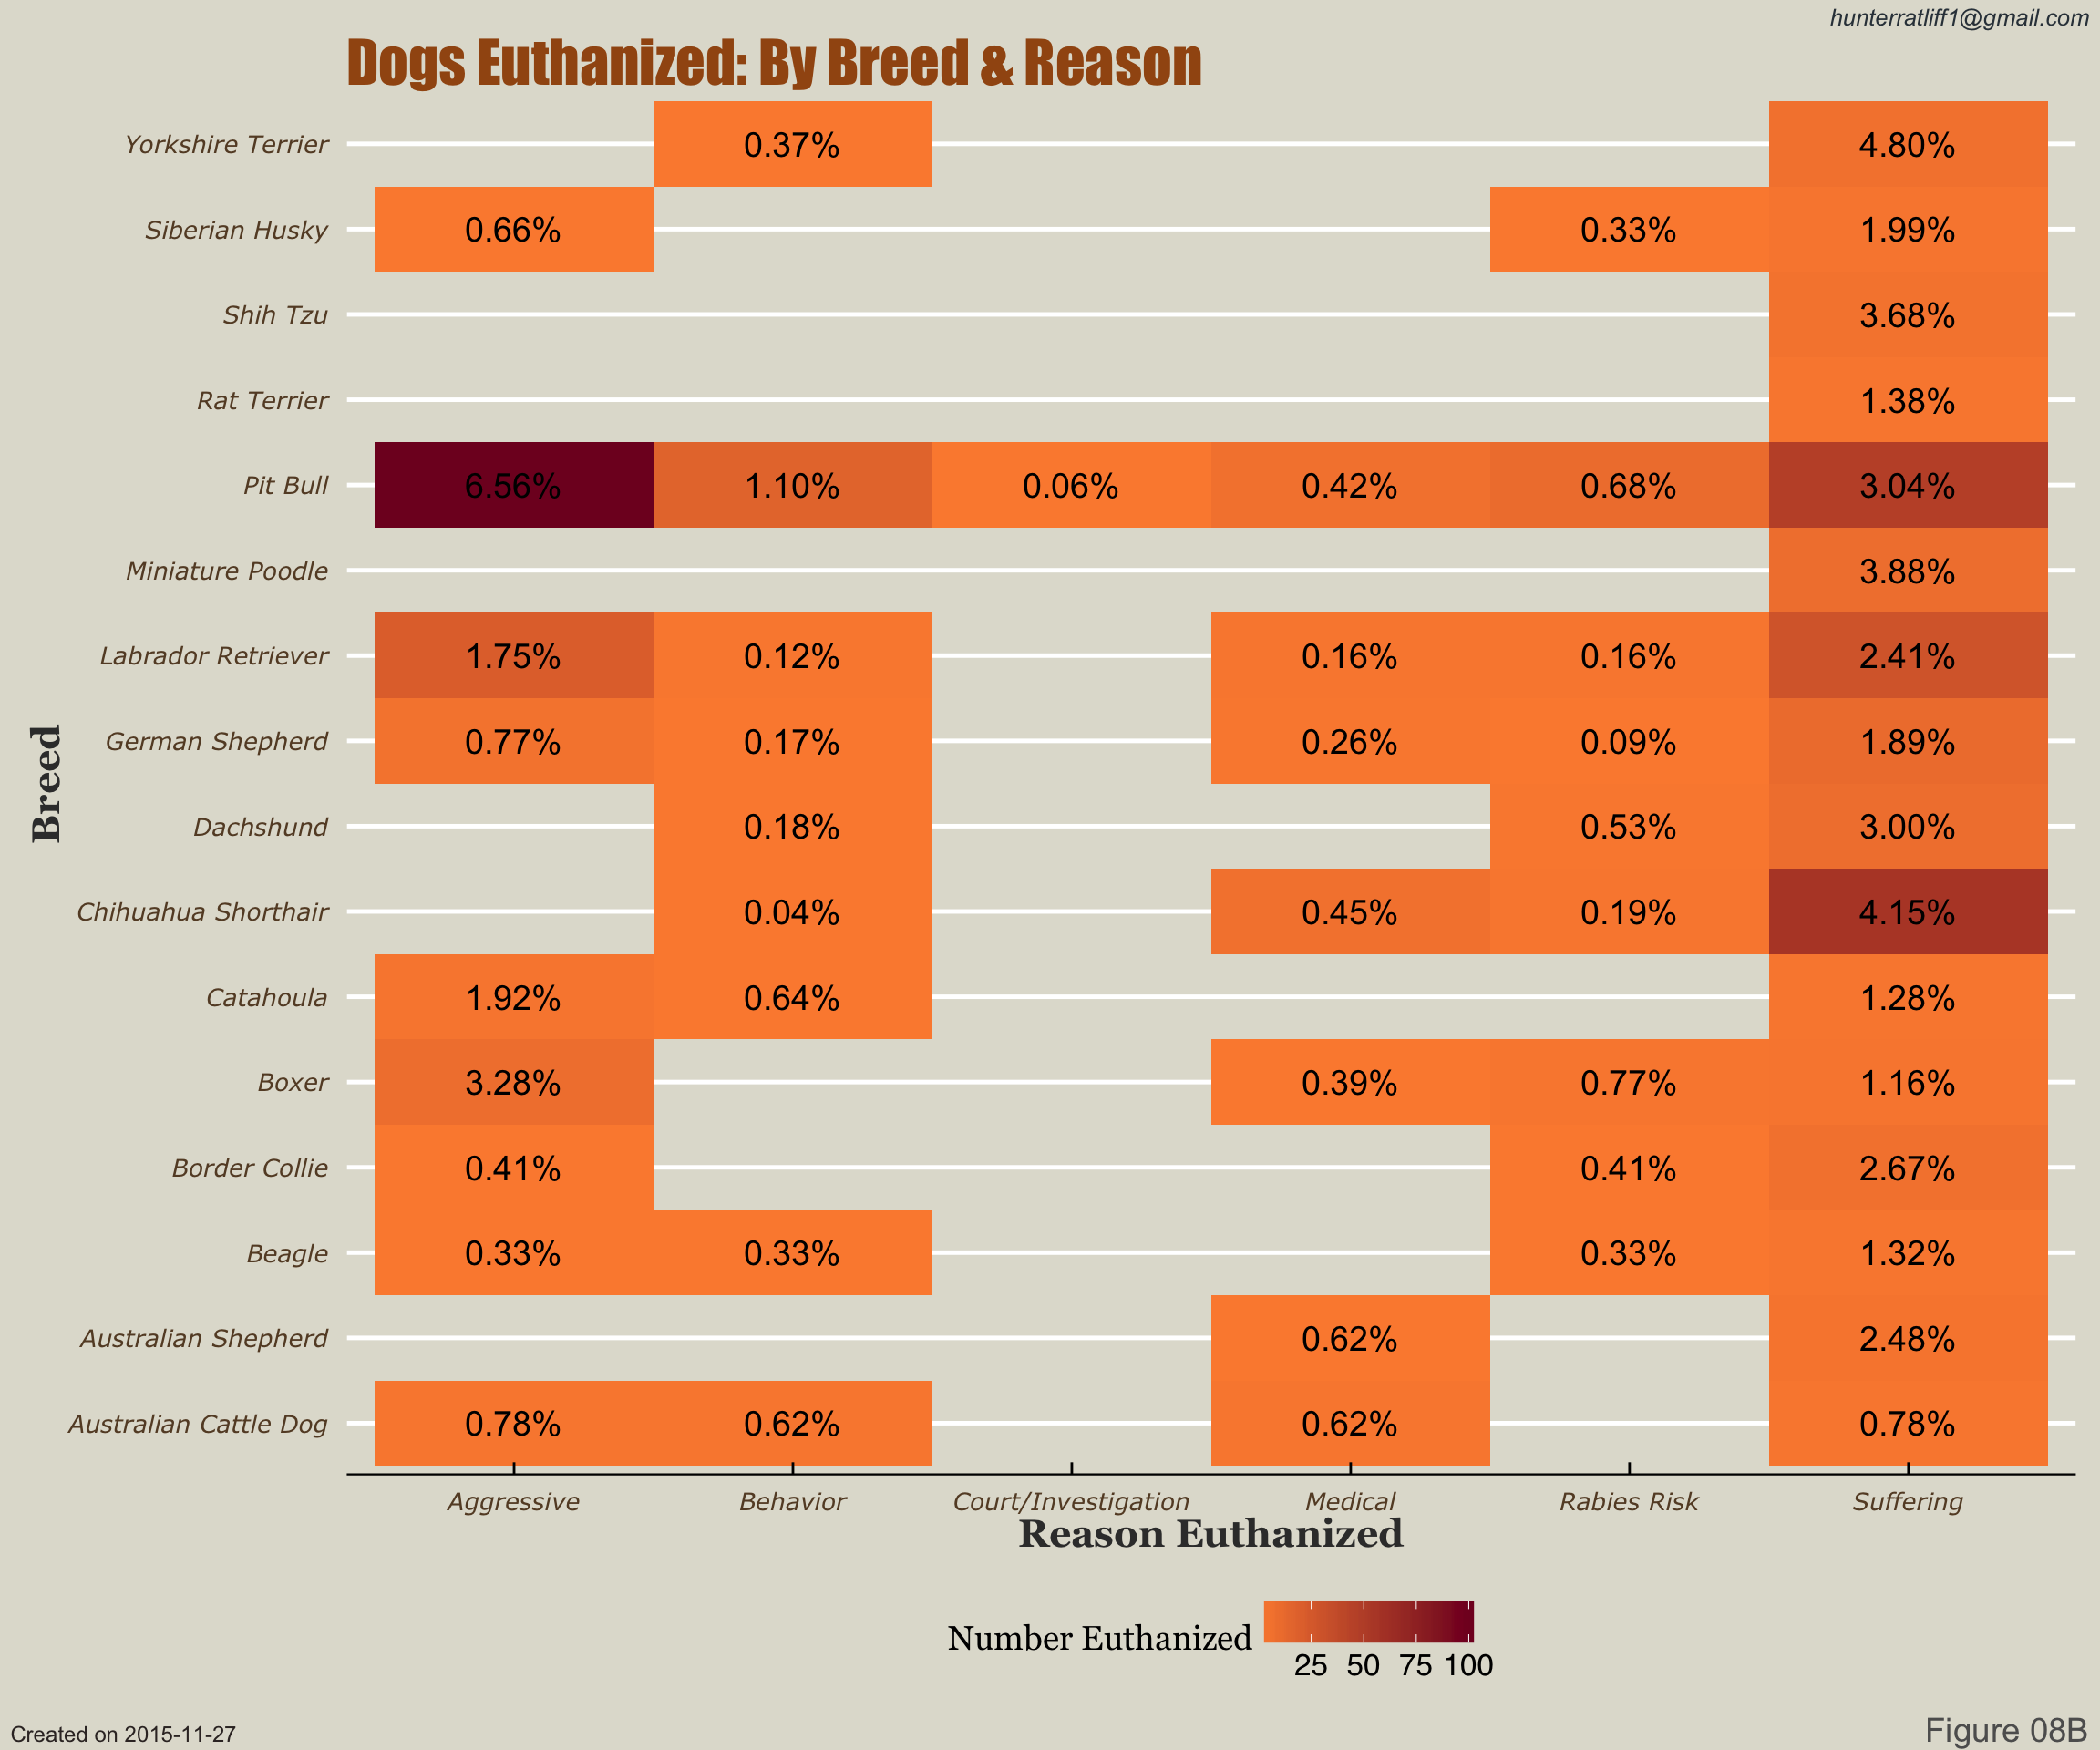 hunterratliff1@gmail.com
Dogs Euthanized: By Breed & Reason
Yorkshire Terrier 0.37% 4.80%
Siberian Husky 0.66% 0.33% 1.99%
Shih Tzu 3.68%
Rat Terrier 1.38%
Pit Bull 6.56% 1.10% 0.06% 0.42% 0.68% 3.04%
Miniature Poodle 3.88%
Labrador Retriever 1.75% 0.12% 0.16% 0.16% 2.41%
German Shepherd 0.77% 0.17% 0.26% 0.09% 1.89%
Dachshund 0.18% 0.53% 3.00%
Chihuahua Shorthair 0.04% 0.45% 0.19% 4.15%
Catahoula 1.92% 0.64% 1.28%
Boxer 3.28% 0.39% 0.77% 1.16%
Border Collie 0.41% 0.41% 2.67%
Beagle 0.33% 0.33% 0.33% 1.32%
Australian Shepherd 0.62% 2.48%
Australian Cattle Dog 0.78% 0.62% 0.62% 0.78%
Breed
Aggressive Behavior Court/Investigation Medical Rabies Risk Suffering
Reason Euthanized
Number Euthanized
25 50 75 100
Created on 2015-11-27
Figure 08B